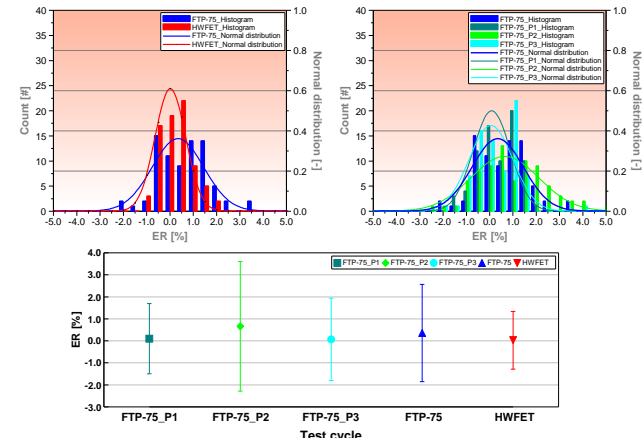 FTP-75_Histogram
HWFET_Histogram
FTP-75_Normal distribution
HWFET_Normal distribution
40
35
30
25
20
15
10
5
0
Count [#]
1.0
0.8
0.6
0.4
0.2
0.0
Normal distribution [-]
-5.0 -4.0 -3.0 -2.0 -1.0 0.0 1.0 2.0 3.0 4.0 5.0
ER [%]
FTP-75_Histogram
FTP-75_P1_Histogram
FTP-75_P2_Histogram
FTP-75_P3_Histogram
FTP-75_Normal distribution
FTP-75_P1_Normal distribution
FTP-75_P2_Normal distribution
FTP-75_P3_Normal distribution
40
35
30
25
20
15
10
5
0
Count [#]
1.0
0.8
0.6
0.4
0.2
0.0
Normal distribution [-]
-5.0 -4.0 -3.0 -2.0 -1.0 0.0 1.0 2.0 3.0 4.0 5.0
ER [%]
FTP-75_P1 FTP-75_P2 FTP-75_P3 FTP-75 HWFET
4.0
3.0
2.0
1.0
0.0
-1.0
-2.0
-3.0
ER [%]
FTP-75_P1 FTP-75_P2 FTP-75_P3 FTP-75 HWFET
Test cycle